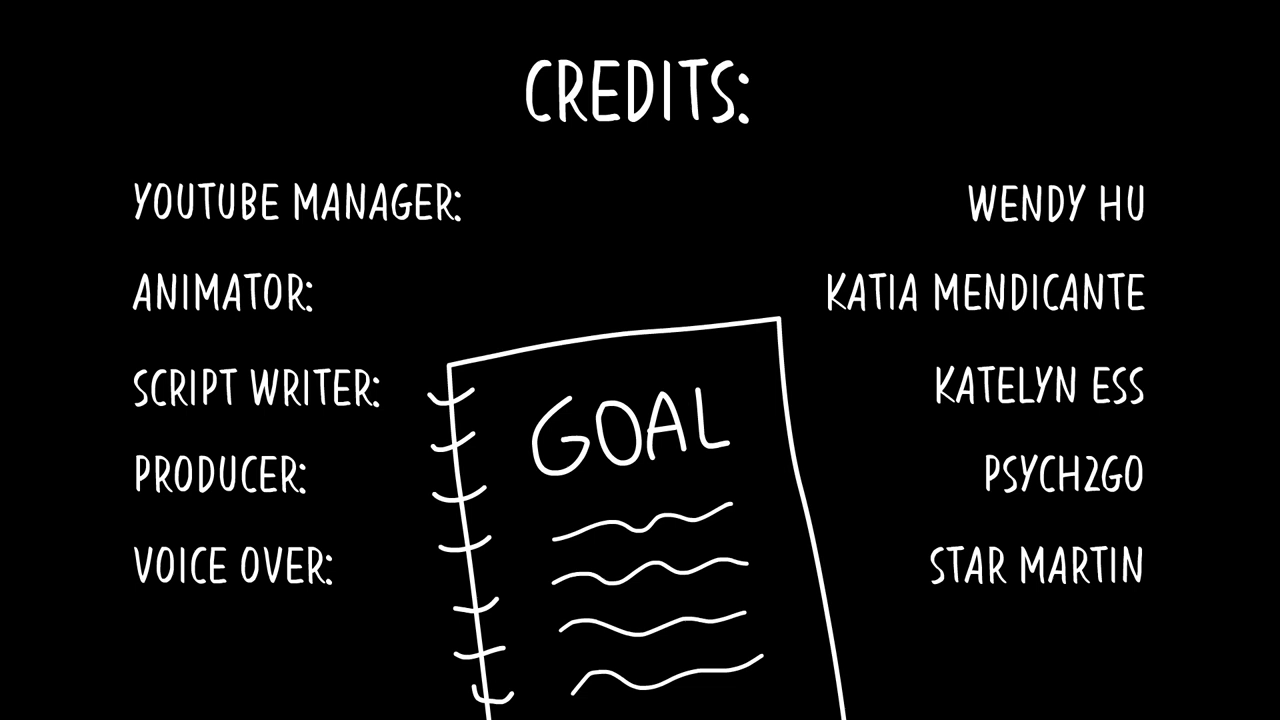 CREDITS:
YOUTUBE MANAGER: WENDY HU
ANIMATOR: KATIA MENDICANTE
SCRIPT WRITER: KATELYN ESS
PRODUCER: PSYCH2GO
VOICE OVER: STAR MARTIN
GOAL